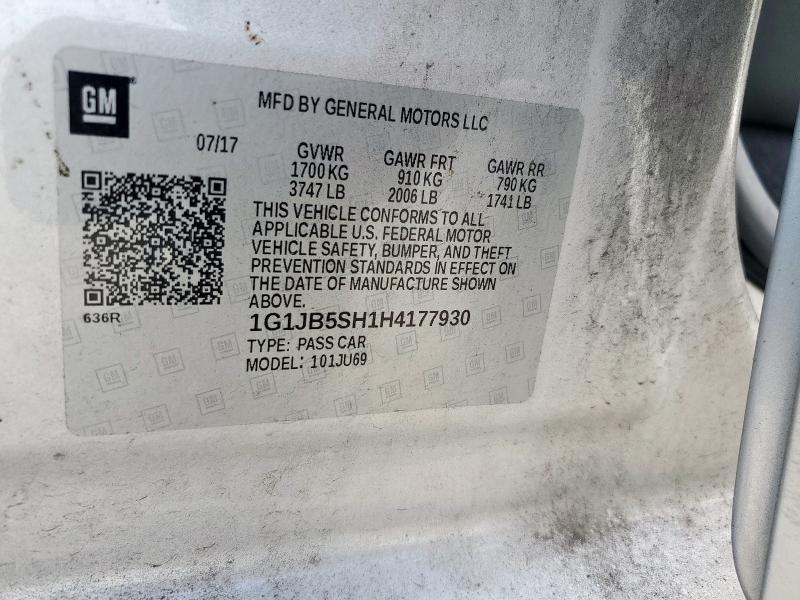 GM
MFD BY GENERAL MOTORS LLC
07/17
GVWR
1700 KG
3747 LB
GAWR FRT
910 KG
2006 LB
GAWR RR
790 KG
1741 LB
THIS VEHICLE CONFORMS TO ALL
APPLICABLE U.S. FEDERAL MOTOR
VEHICLE SAFETY, BUMPER, AND THEFT
PREVENTION STANDARDS IN EFFECT ON
THE DATE OF MANUFACTURE SHOWN
ABOVE.
636R
1G1JB5SH1H4177930
TYPE: PASS CAR
MODEL: 101JU69